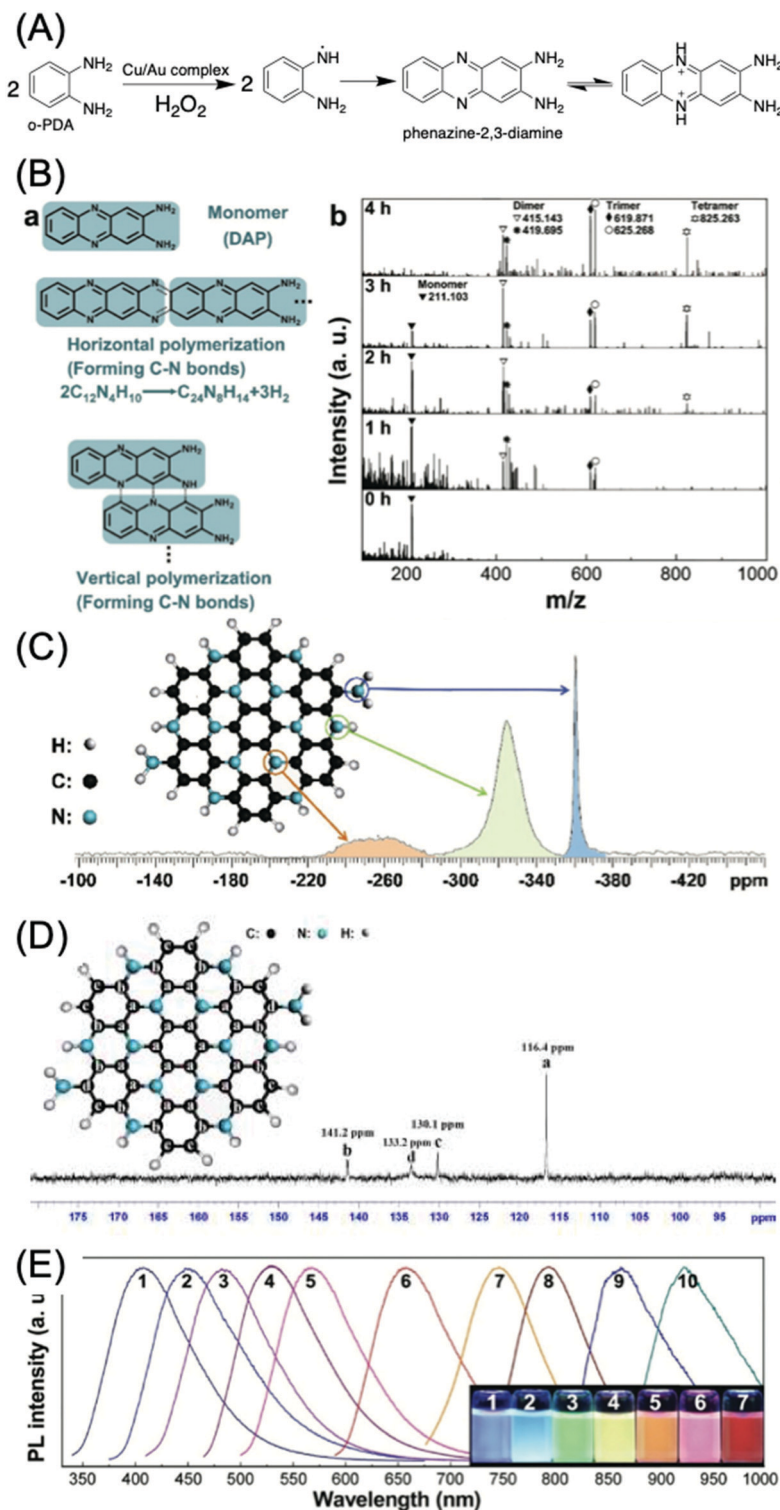 (A)
2
NH2
NH2
o-PDA
Cu/Au complex
H2O2
2
ṄH
NH2
N
N
NH2
NH2
phenazine-2,3-diamine
H
N
+
+
N
H
NH2
NH2
(B)
a
N
N
NH2
NH2
Monomer
(DAP)
N
N
N
N
N
N
NH2
NH2
...
Horizontal polymerization
(Forming C-N bonds)
2C12N4H10⟶C24N8H14+3H2
N
NH2
N
N
NH
NH2
N
NH2
Vertical polymerization
(Forming C-N bonds)
b
4 h
Dimer
▽ 415.143
✹ 419.695
Trimer
♦ 619.871
○ 625.268
Tetramer
✡ 825.263
3 h
Monomer
▼ 211.103
2 h
1 h
0 h
Intensity (a. u.)
200 400 600 800 1000
m/z
(C)
H:
C:
N:
-100 -140 -180 -220 -260 -300 -340 -380 -420 ppm
(D)
C: N: H:
141.2 ppm
b
133.2 ppm
d
130.1 ppm
c
116.4 ppm
a
175 170 165 160 155 150 145 140 135 130 125 120 115 110 105 100 95 ppm
(E)
PL intensity (a. u
1 2 3 4 5 6 7 8 9 10
1 2 3 4 5 6 7
350 400 450 500 550 600 650 700 750 800 850 900 950 1000
Wavelength (nm)